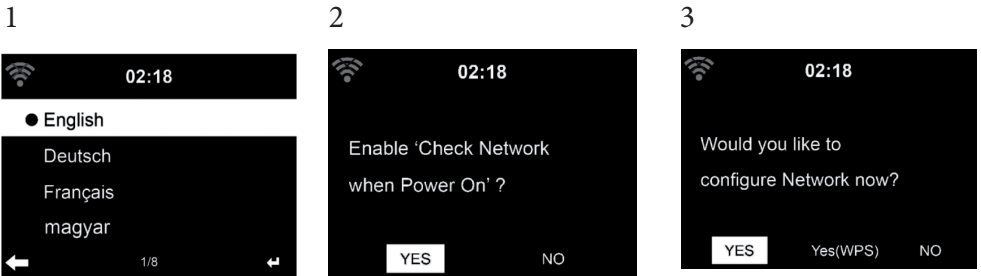 1
02:18
English
Deutsch
Français
magyar
1/8
2
02:18
Enable ‘Check Network
when Power On’ ?
YES NO
3
02:18
Would you like to
configure Network now?
YES Yes(WPS) NO